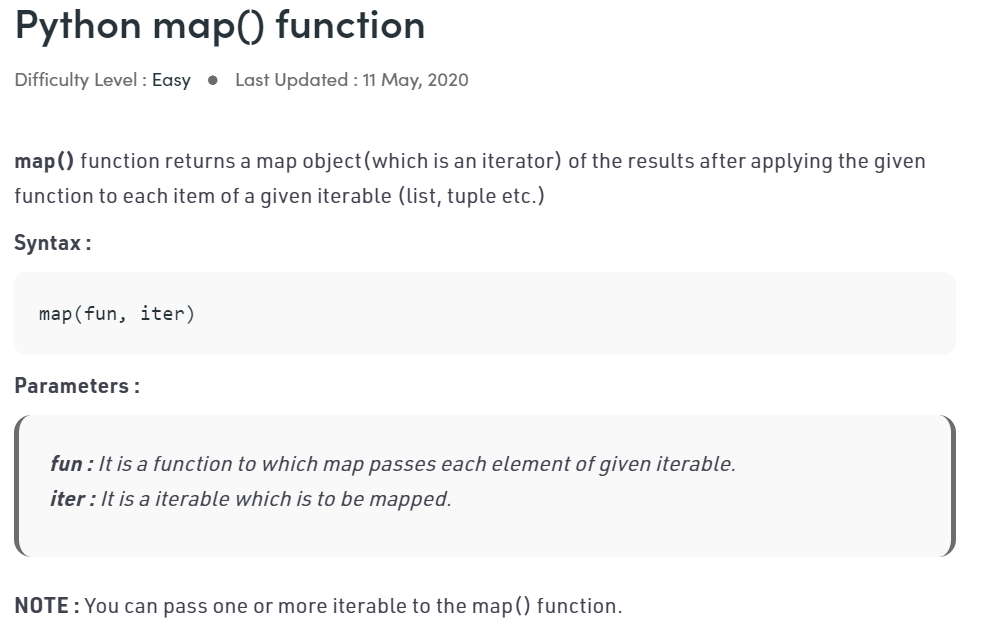 Python map() function
Difficulty Level : Easy ● Last Updated : 11 May, 2020
map() function returns a map object(which is an iterator) of the results after applying the given
function to each item of a given iterable (list, tuple etc.)
Syntax :
map(fun, iter)
Parameters :
fun : It is a function to which map passes each element of given iterable.
iter : It is a iterable which is to be mapped.
NOTE : You can pass one or more iterable to the map() function.